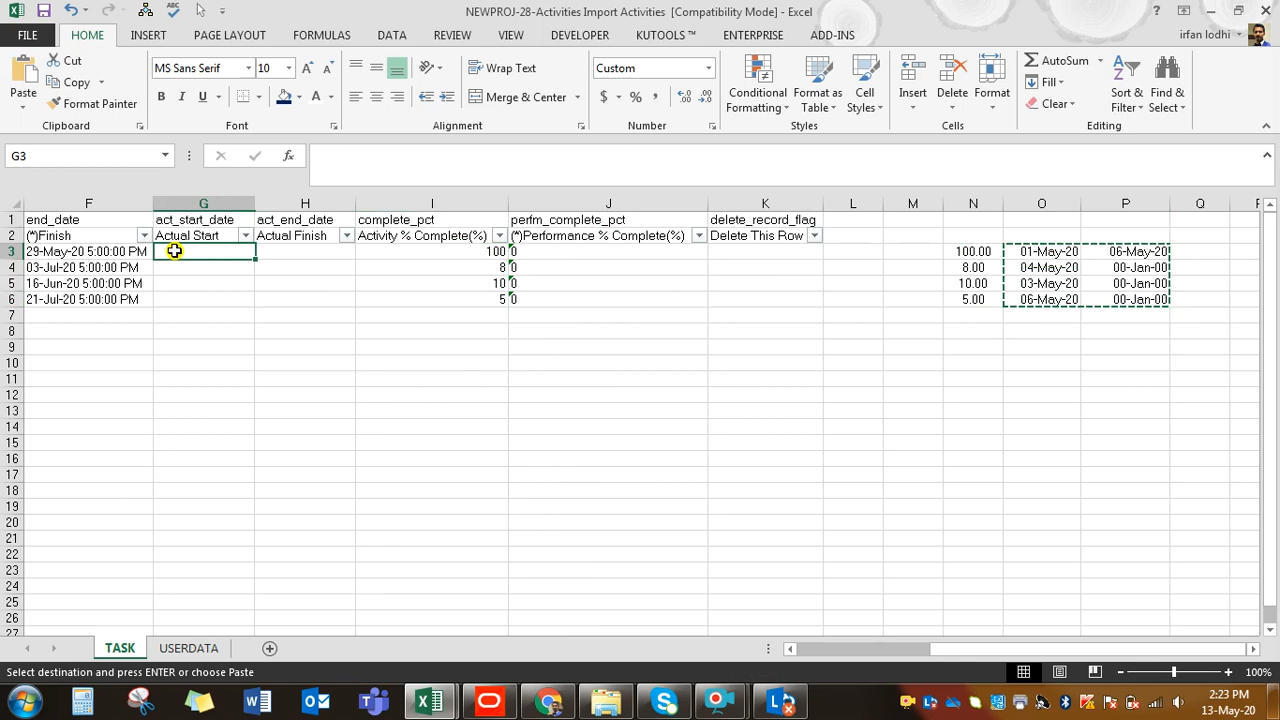 NEWPROJ-28-Activities Import Activities [Compatibility Mode] - Excel
FILE HOME INSERT PAGE LAYOUT FORMULAS DATA REVIEW VIEW DEVELOPER KUTOOLS ™ ENTERPRISE ADD-INS irfan lodhi
Paste
Cut
Copy
Format Painter
Clipboard
MS Sans Serif 10
B I U
Font
Wrap Text
Merge & Center
Alignment
Custom
$ % ,
Number
Conditional Formatting
Format as Table
Cell Styles
Styles
Insert
Delete
Format
Cells
AutoSum
Fill
Clear
Sort & Filter
Find & Select
Editing
G3 fx
F G H I J K L M N O P Q
1 end_date act_start_date act_end_date complete_pct perfm_complete_pct delete_record_flag
2 (*)Finish Actual Start Actual Finish Activity % Complete(%) (*)Performance % Complete(%) Delete This Row
3 29-May-20 5:00:00 PM 100 0 100.00 01-May-20 06-May-20
4 03-Jul-20 5:00:00 PM 8 0 8.00 04-May-20 00-Jan-00
5 16-Jun-20 5:00:00 PM 10 0 10.00 03-May-20 00-Jan-00
6 21-Jul-20 5:00:00 PM 5 0 5.00 06-May-20 00-Jan-00
7
8
9
10
11
12
13
14
15
16
17
18
19
20
21
22
23
24
25
26
27
TASK USERDATA
Select destination and press ENTER or choose Paste 100%
2:23 PM
13-May-20